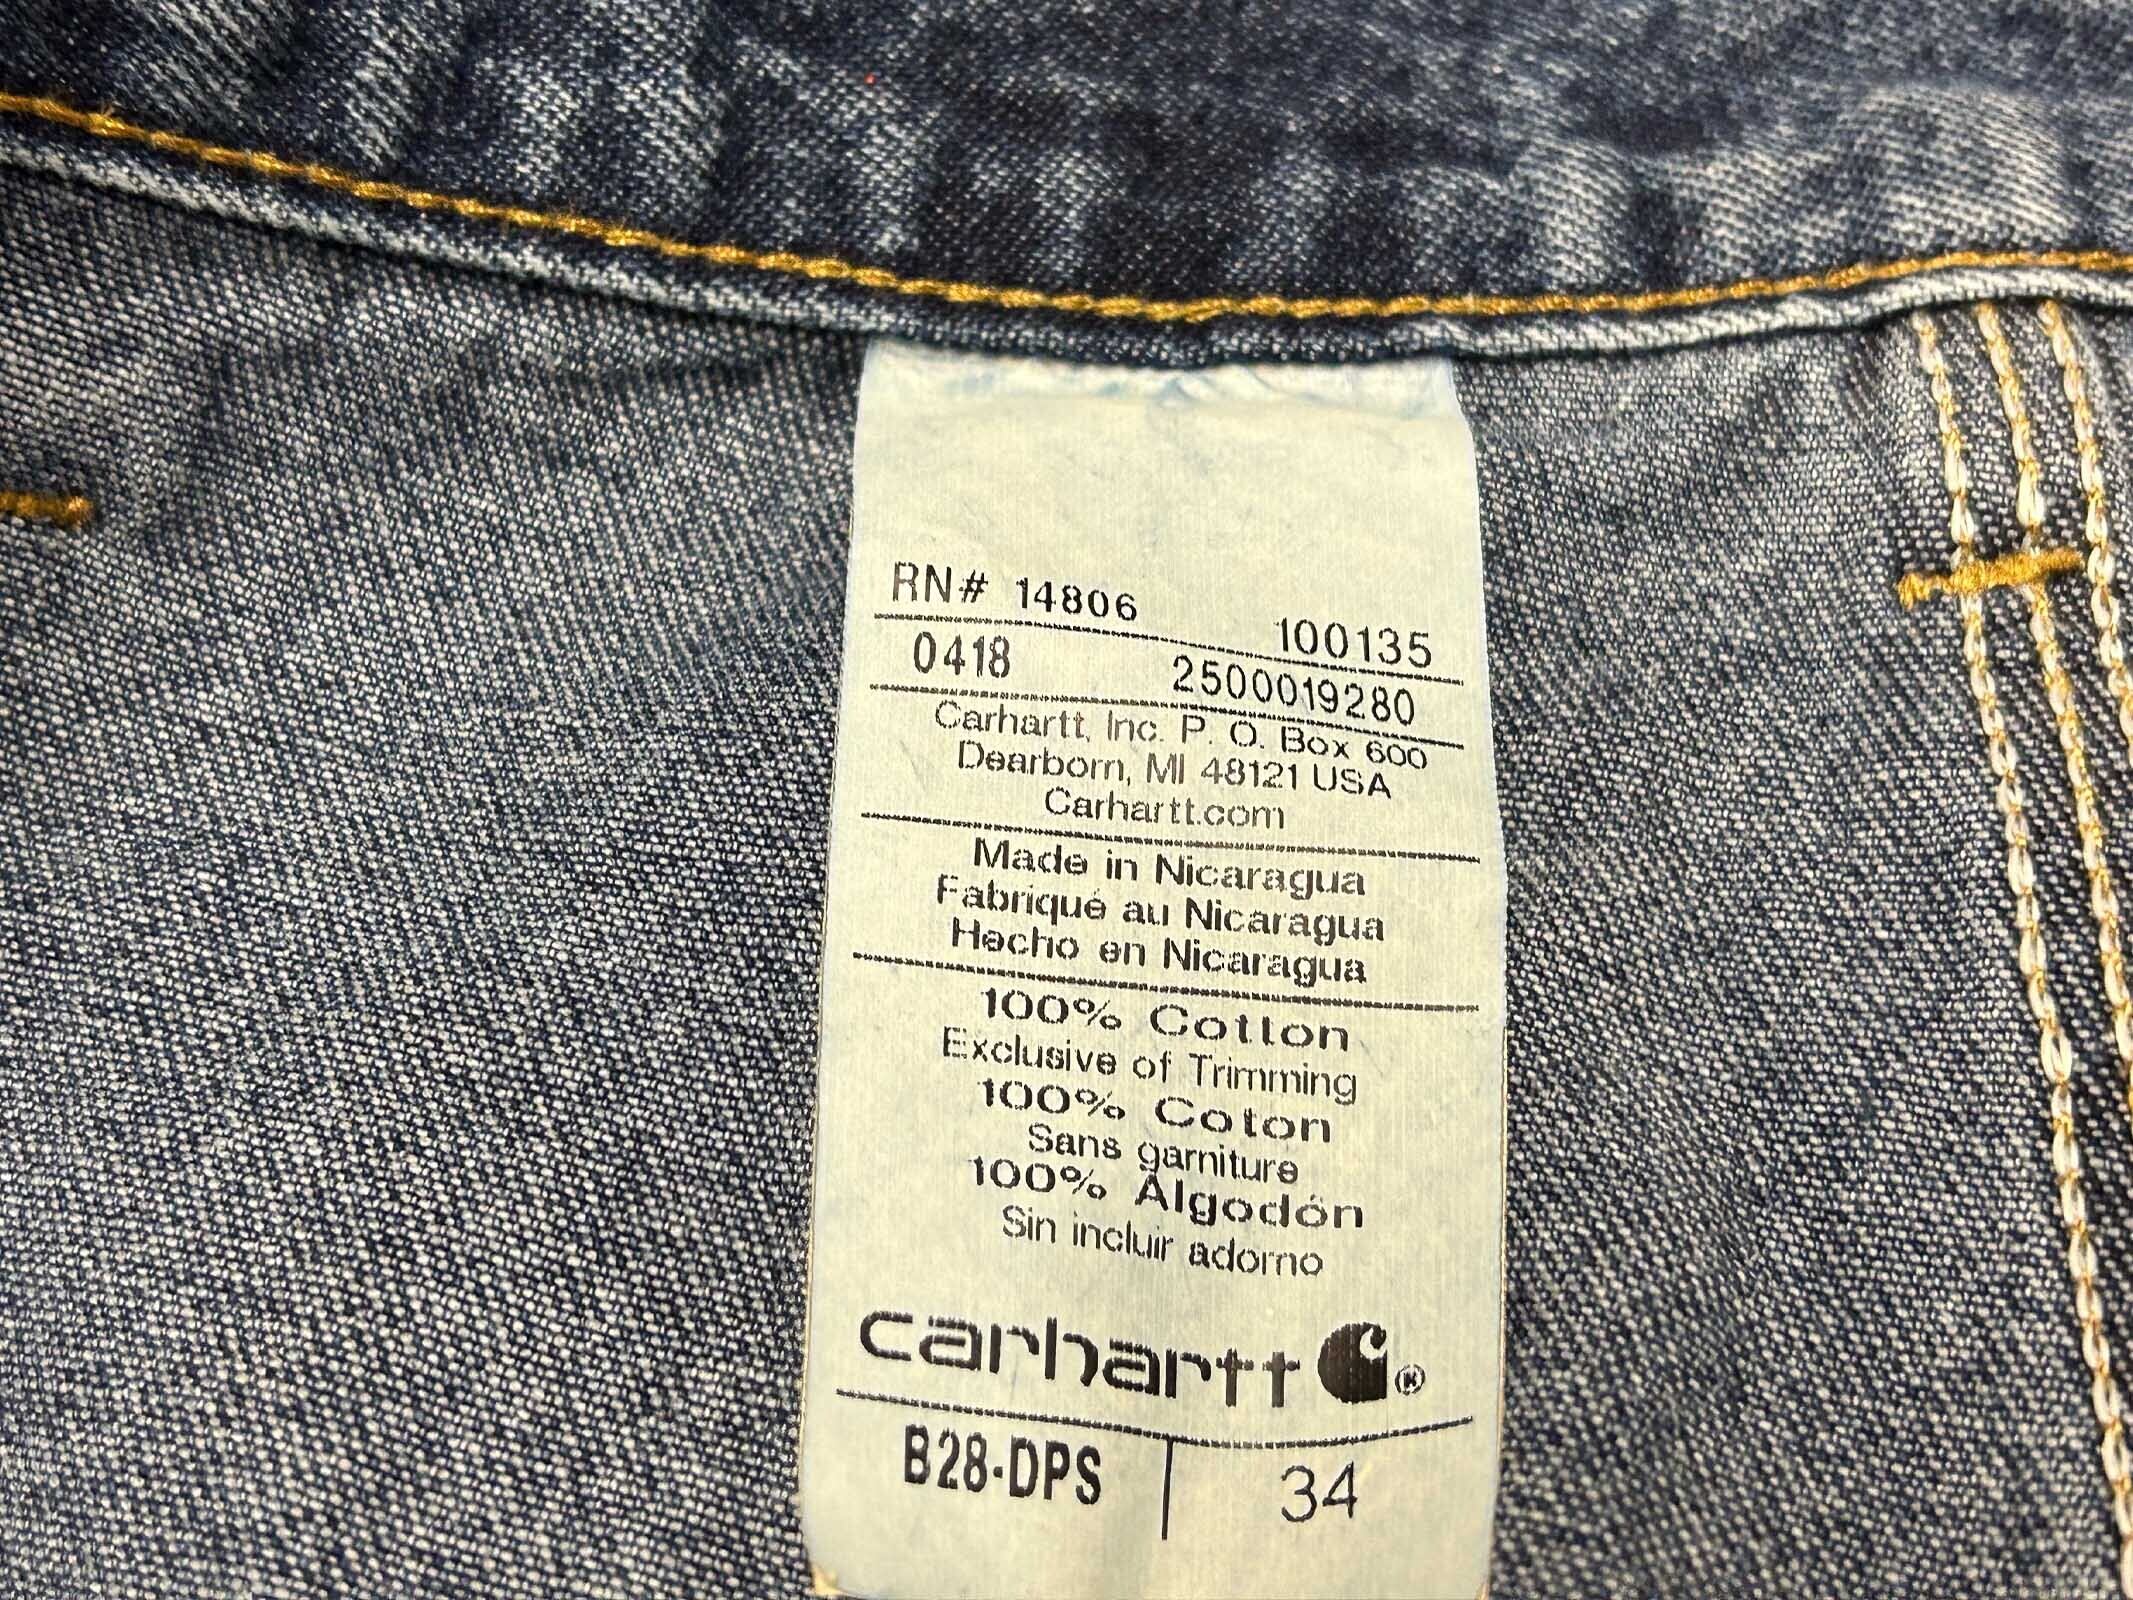 RN# 14806 100135
0418 2500019280
Carhartt, Inc. P. O. Box 600
Dearborn, MI 48121 USA
Carhartt.com
Made in Nicaragua
Fabriqué au Nicaragua
Hecho en Nicaragua
100% Cotton
Exclusive of Trimming
100% Coton
Sans garniture
100% Algodón
Sin incluir adorno
carhartt ®
B28-DPS 34